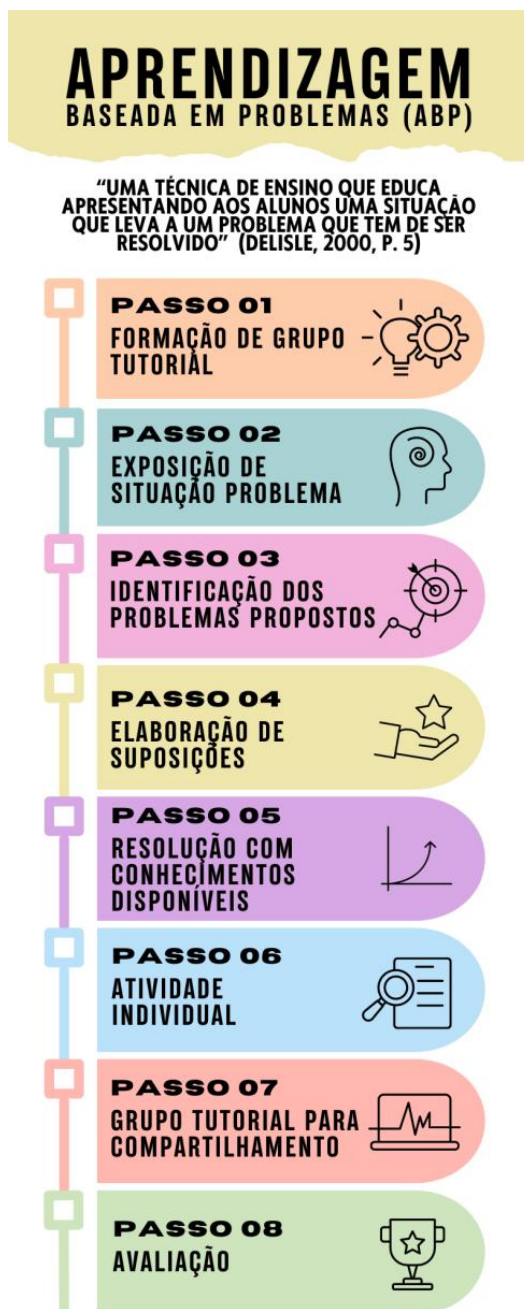 APRENDIZAGEM
BASEADA EM PROBLEMAS (ABP)
“UMA TÉCNICA DE ENSINO QUE EDUCA
APRESENTANDO AOS ALUNOS UMA SITUAÇÃO
QUE LEVA A UM PROBLEMA QUE TEM DE SER
RESOLVIDO” (DELISLE, 2000, P. 5)
PASSO 01
FORMAÇÃO DE GRUPO
TUTORIAL
PASSO 02
EXPOSIÇÃO DE
SITUAÇÃO PROBLEMA
PASSO 03
IDENTIFICAÇÃO DOS
PROBLEMAS PROPOSTOS
PASSO 04
ELABORAÇÃO DE
SUPOSIÇÕES
PASSO 05
RESOLUÇÃO COM
CONHECIMENTOS
DISPONÍVEIS
PASSO 06
ATIVIDADE
INDIVIDUAL
PASSO 07
GRUPO TUTORIAL PARA
COMPARTILHAMENTO
PASSO 08
AVALIAÇÃO